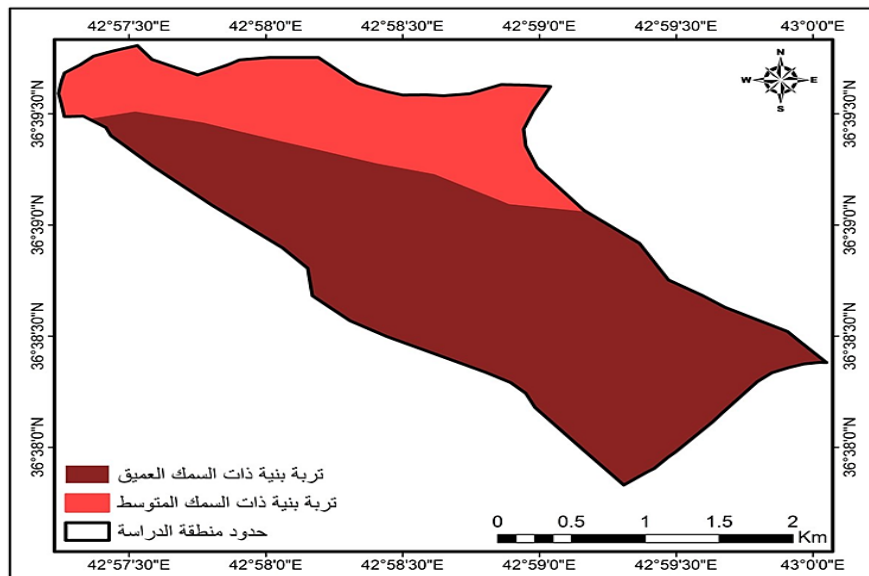 42°57'30"E 42°58'0"E 42°58'30"E 42°59'0"E 42°59'30"E 43°0'0"E
N
W E
S
36°39'30"N 36°39'30"N
36°39'0"N 36°39'0"N
36°38'30"N 36°38'30"N
36°38'0"N 36°38'0"N
تربة بنية ذات السمك العميق
تربة بنية ذات السمك المتوسط
حدود منطقة الدراسة
0 0.5 1 1.5 2
Km
42°57'30"E 42°58'0"E 42°58'30"E 42°59'0"E 42°59'30"E 43°0'0"E